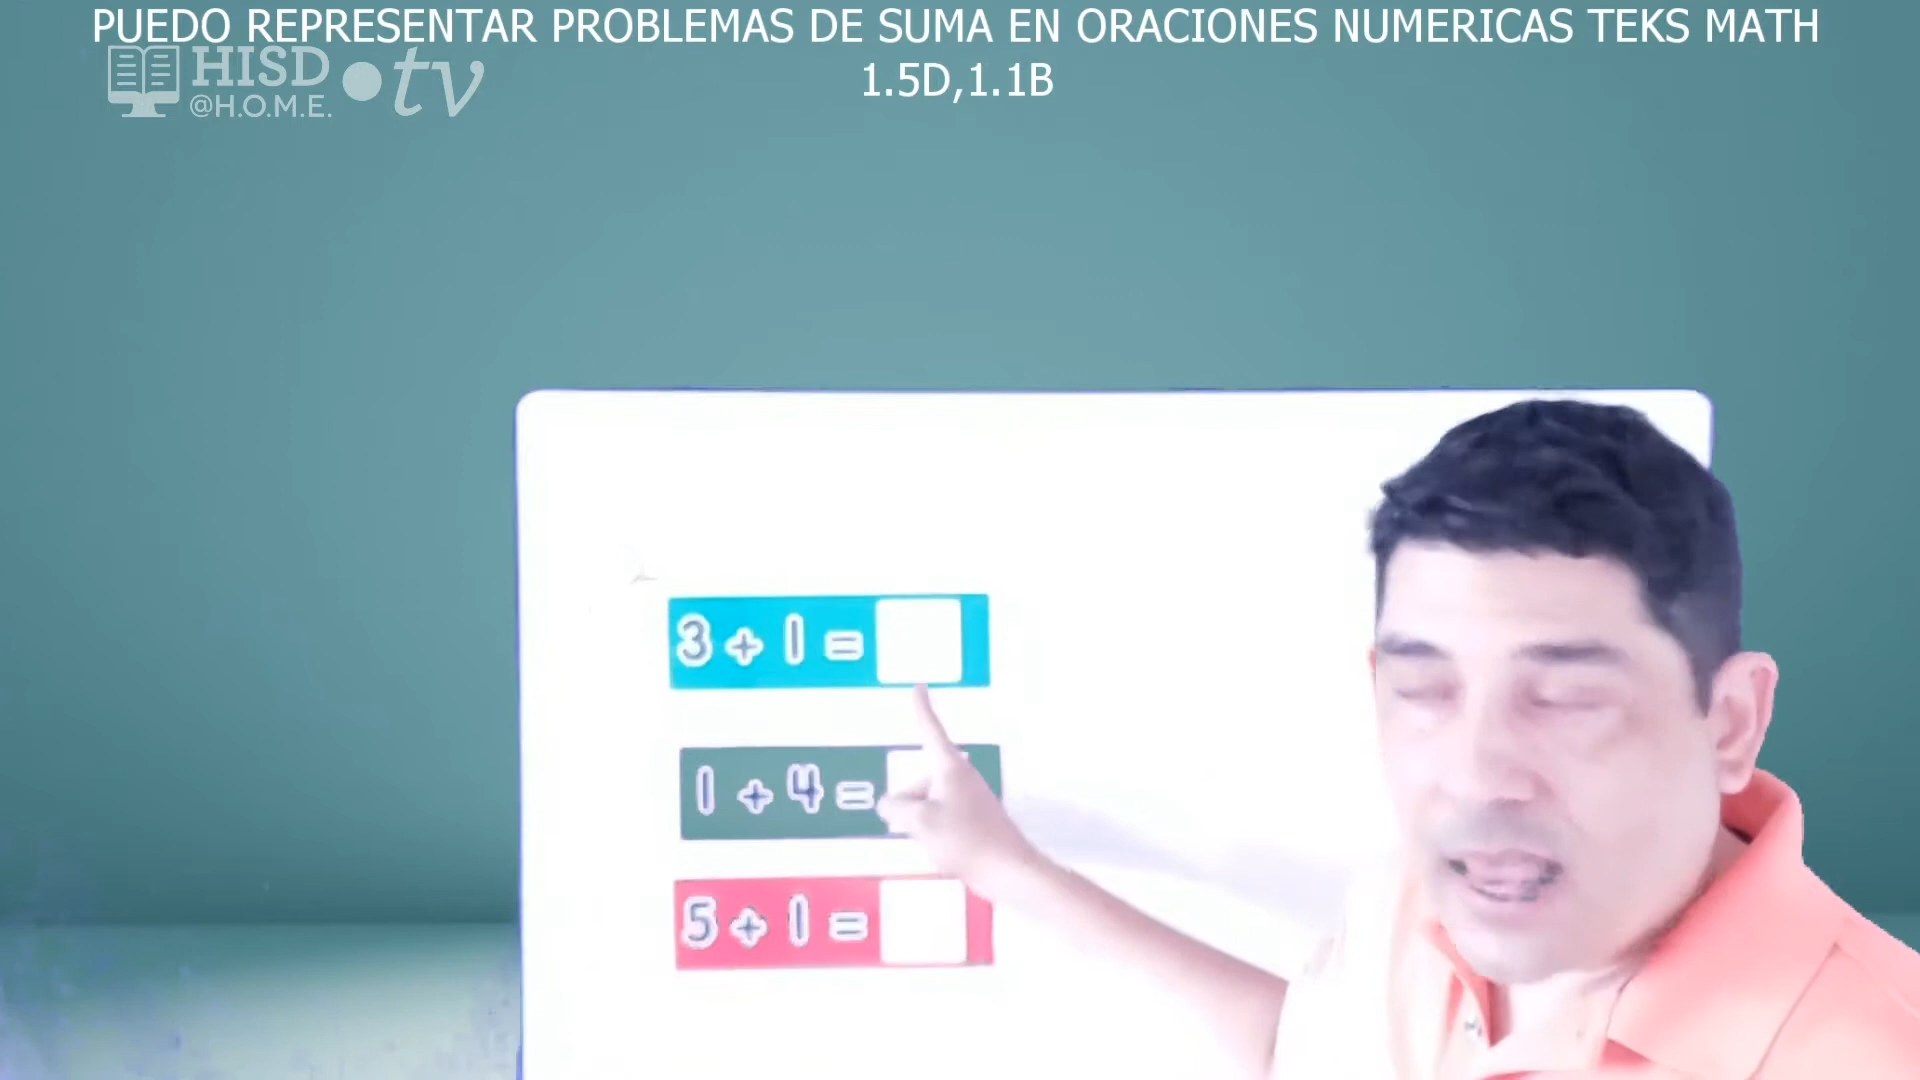 PUEDO REPRESENTAR PROBLEMAS DE SUMA EN ORACIONES NUMERICAS TEKS MATH
1.5D,1.1B
HISD
@H.O.M.E.
tv
3 + 1 =
1 + 4 =
5 + 1 =